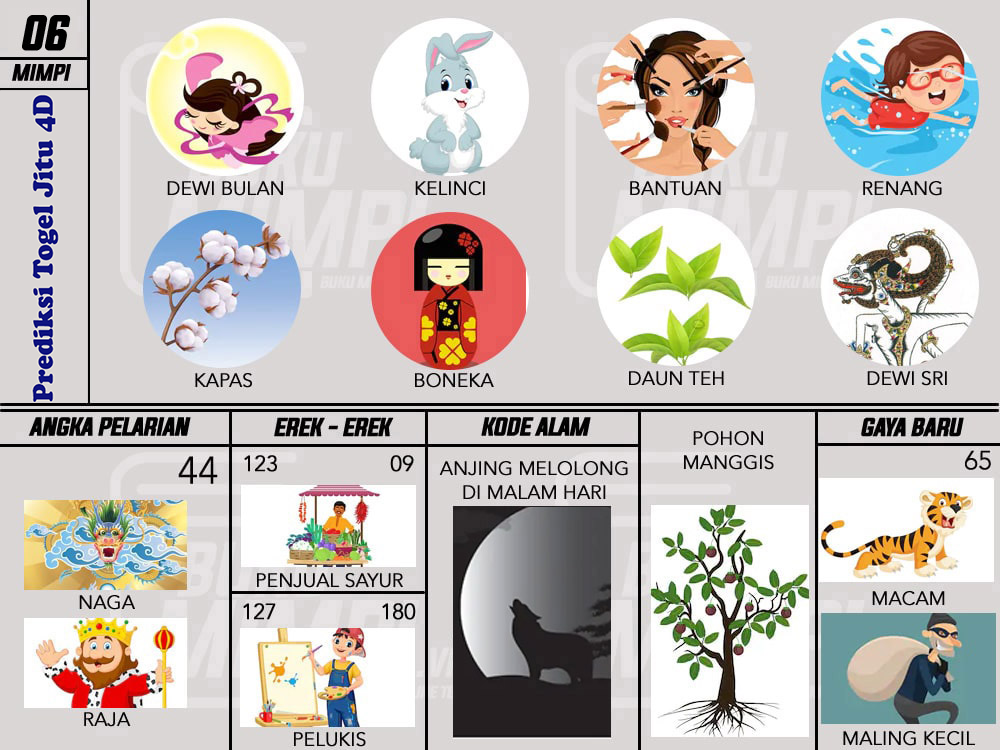 06
MIMPI
Prediksi Togel Jitu 4D
DEWI BULAN
KELINCI
BANTUAN
RENANG
KAPAS
BONEKA
DAUN TEH
DEWI SRI
ANGKA PELARIAN
44
NAGA
RAJA
EREK - EREK
123 09
PENJUAL SAYUR
127 180
PELUKIS
KODE ALAM
ANJING MELOLONG
DI MALAM HARI
POHON
MANGGIS
GAYA BARU
65
MACAM
MALING KECIL